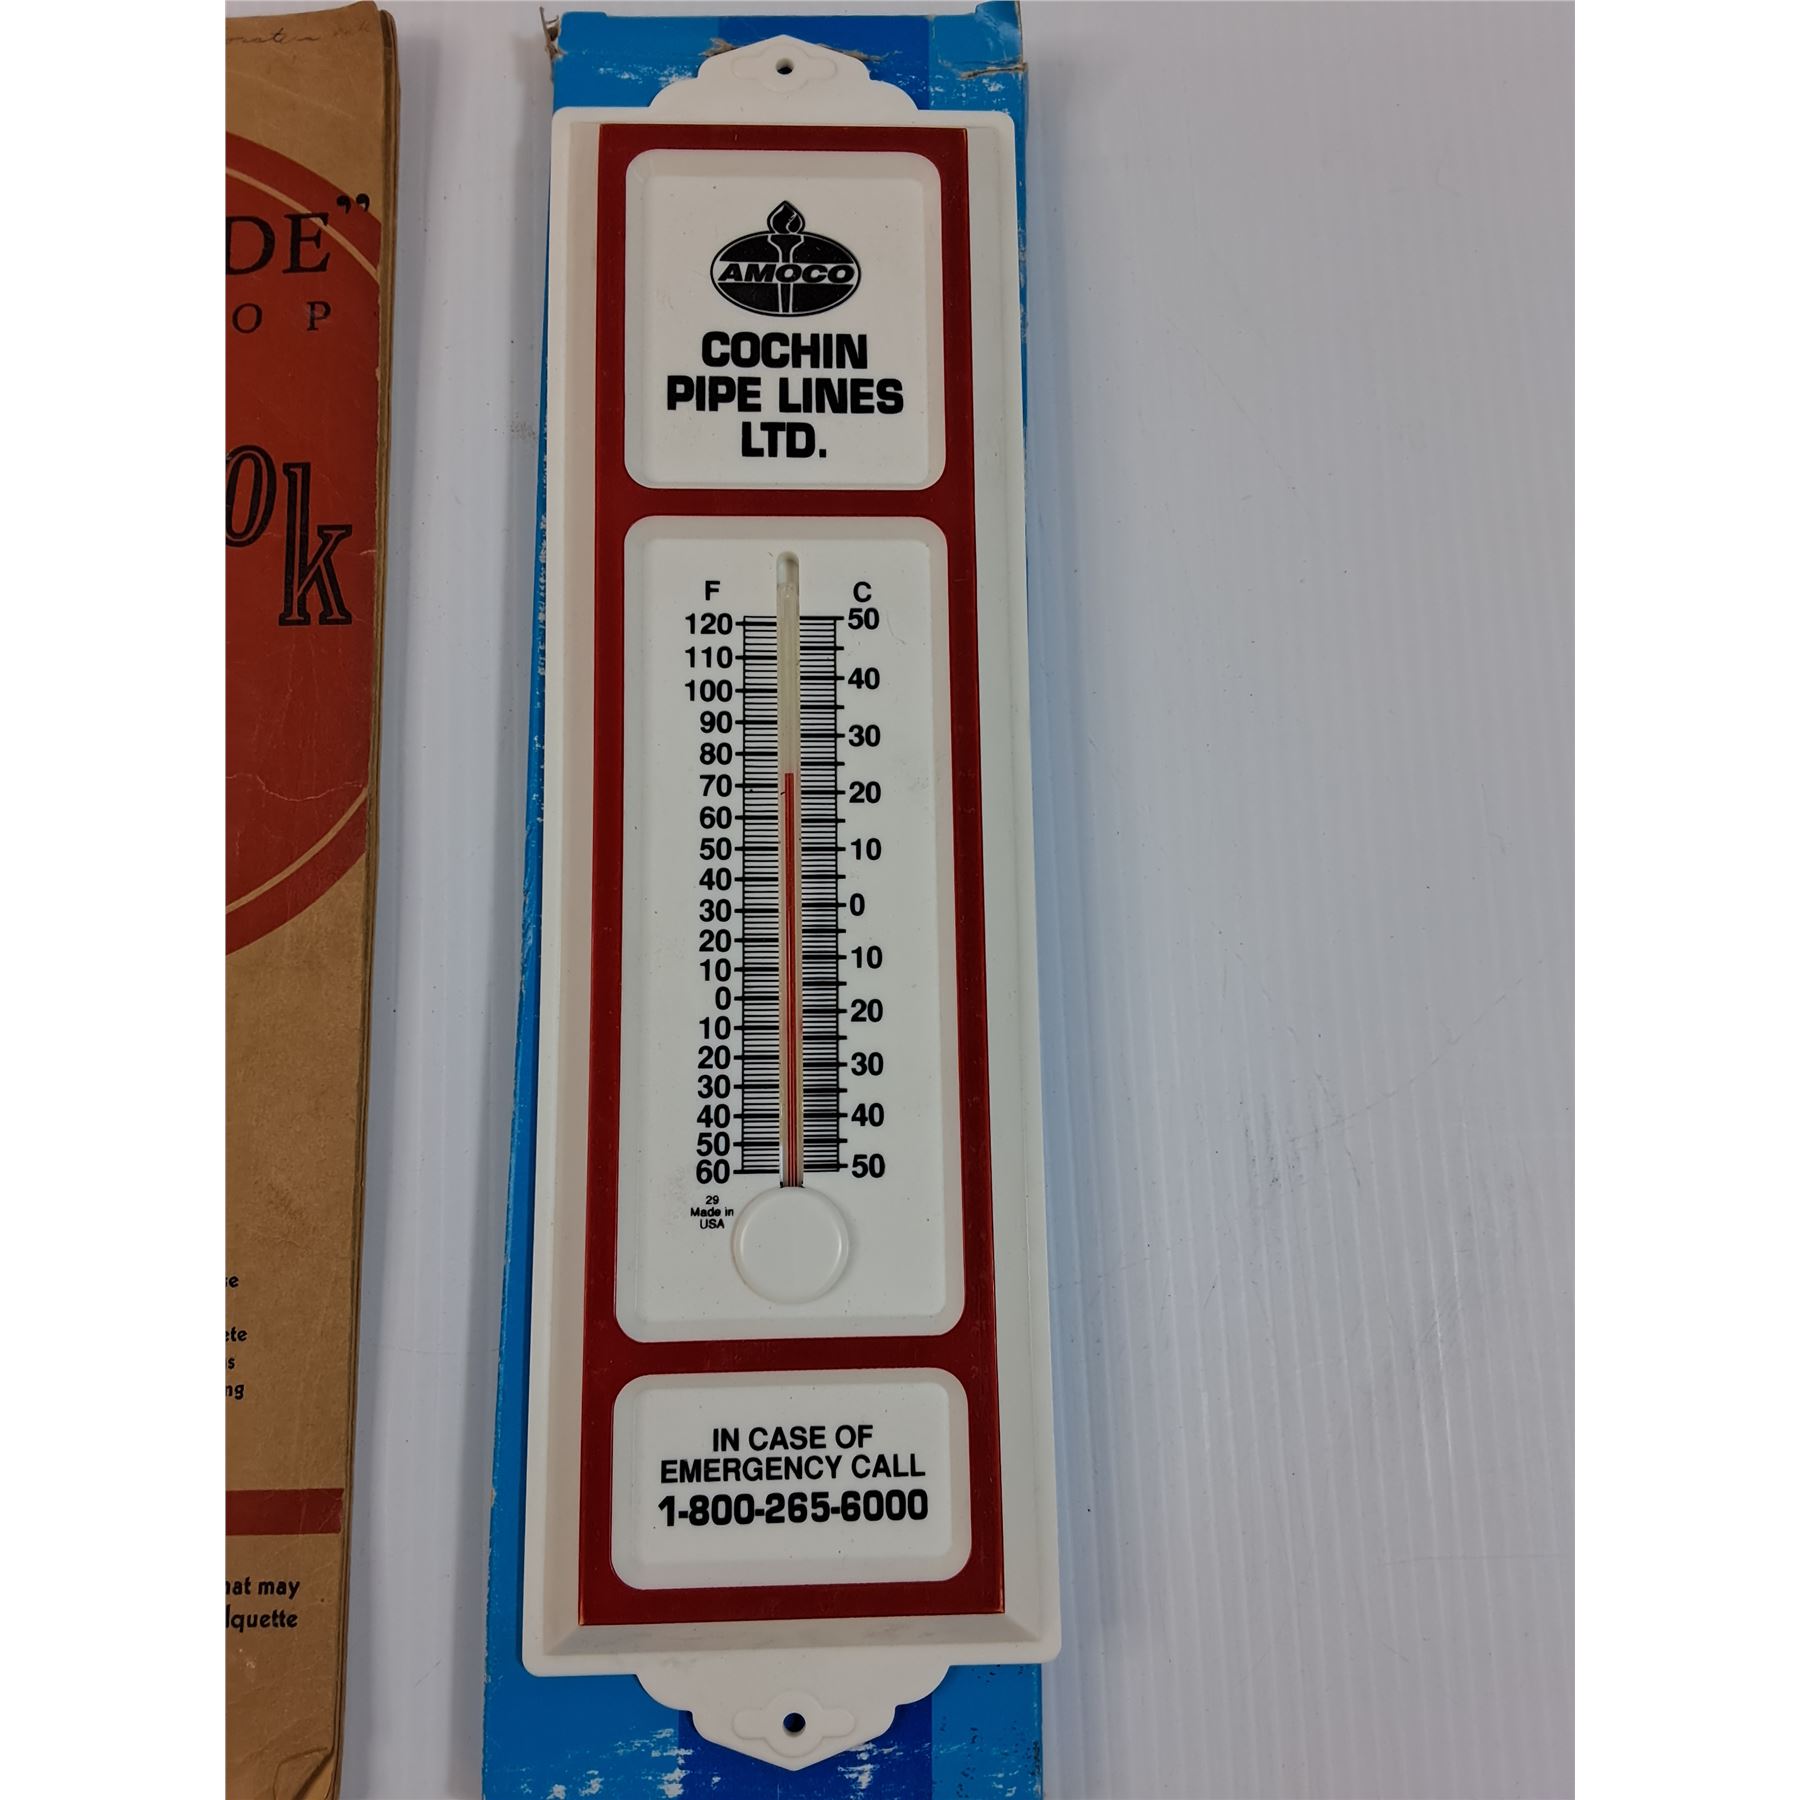 DE”
O P
ok
hat may
lquette
AMOCO
COCHIN
PIPE LINES
LTD.
F C
120 50
110
100 40
90
80 30
70 20
60
50 10
40
30 0
20
10 10
0
10 20
20
30 30
40 40
50
60 50
29
Made in
USA
IN CASE OF
EMERGENCY CALL
1-800-265-6000